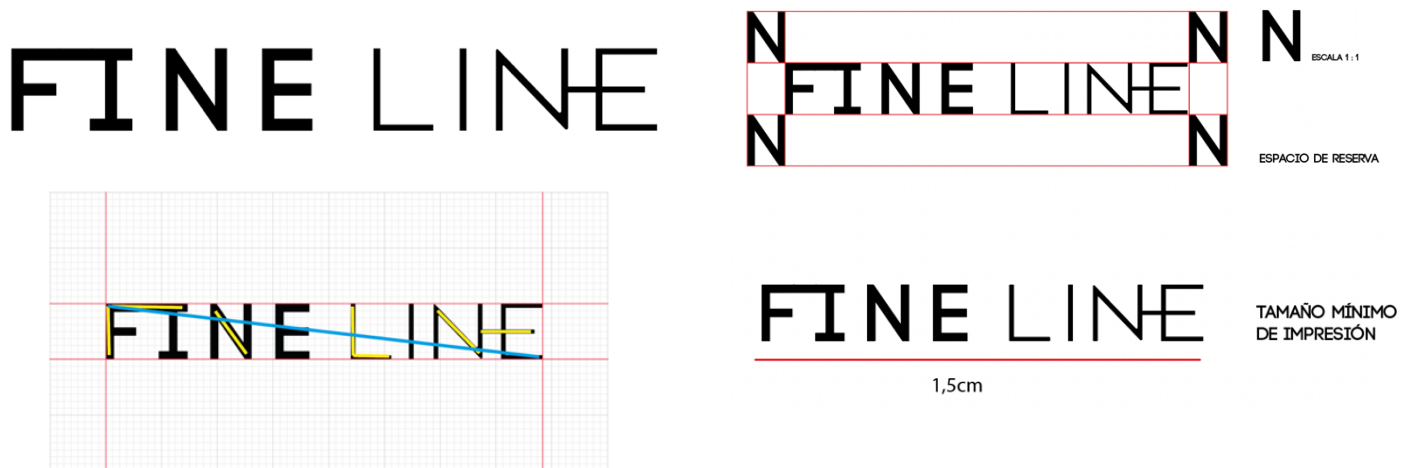 FINE LINE
N N N ESCALA 1 : 1
FINE LINE
N N ESPACIO DE RESERVA
FINE LINE
FINE LINE
TAMAÑO MÍNIMO
DE IMPRESIÓN
1,5cm